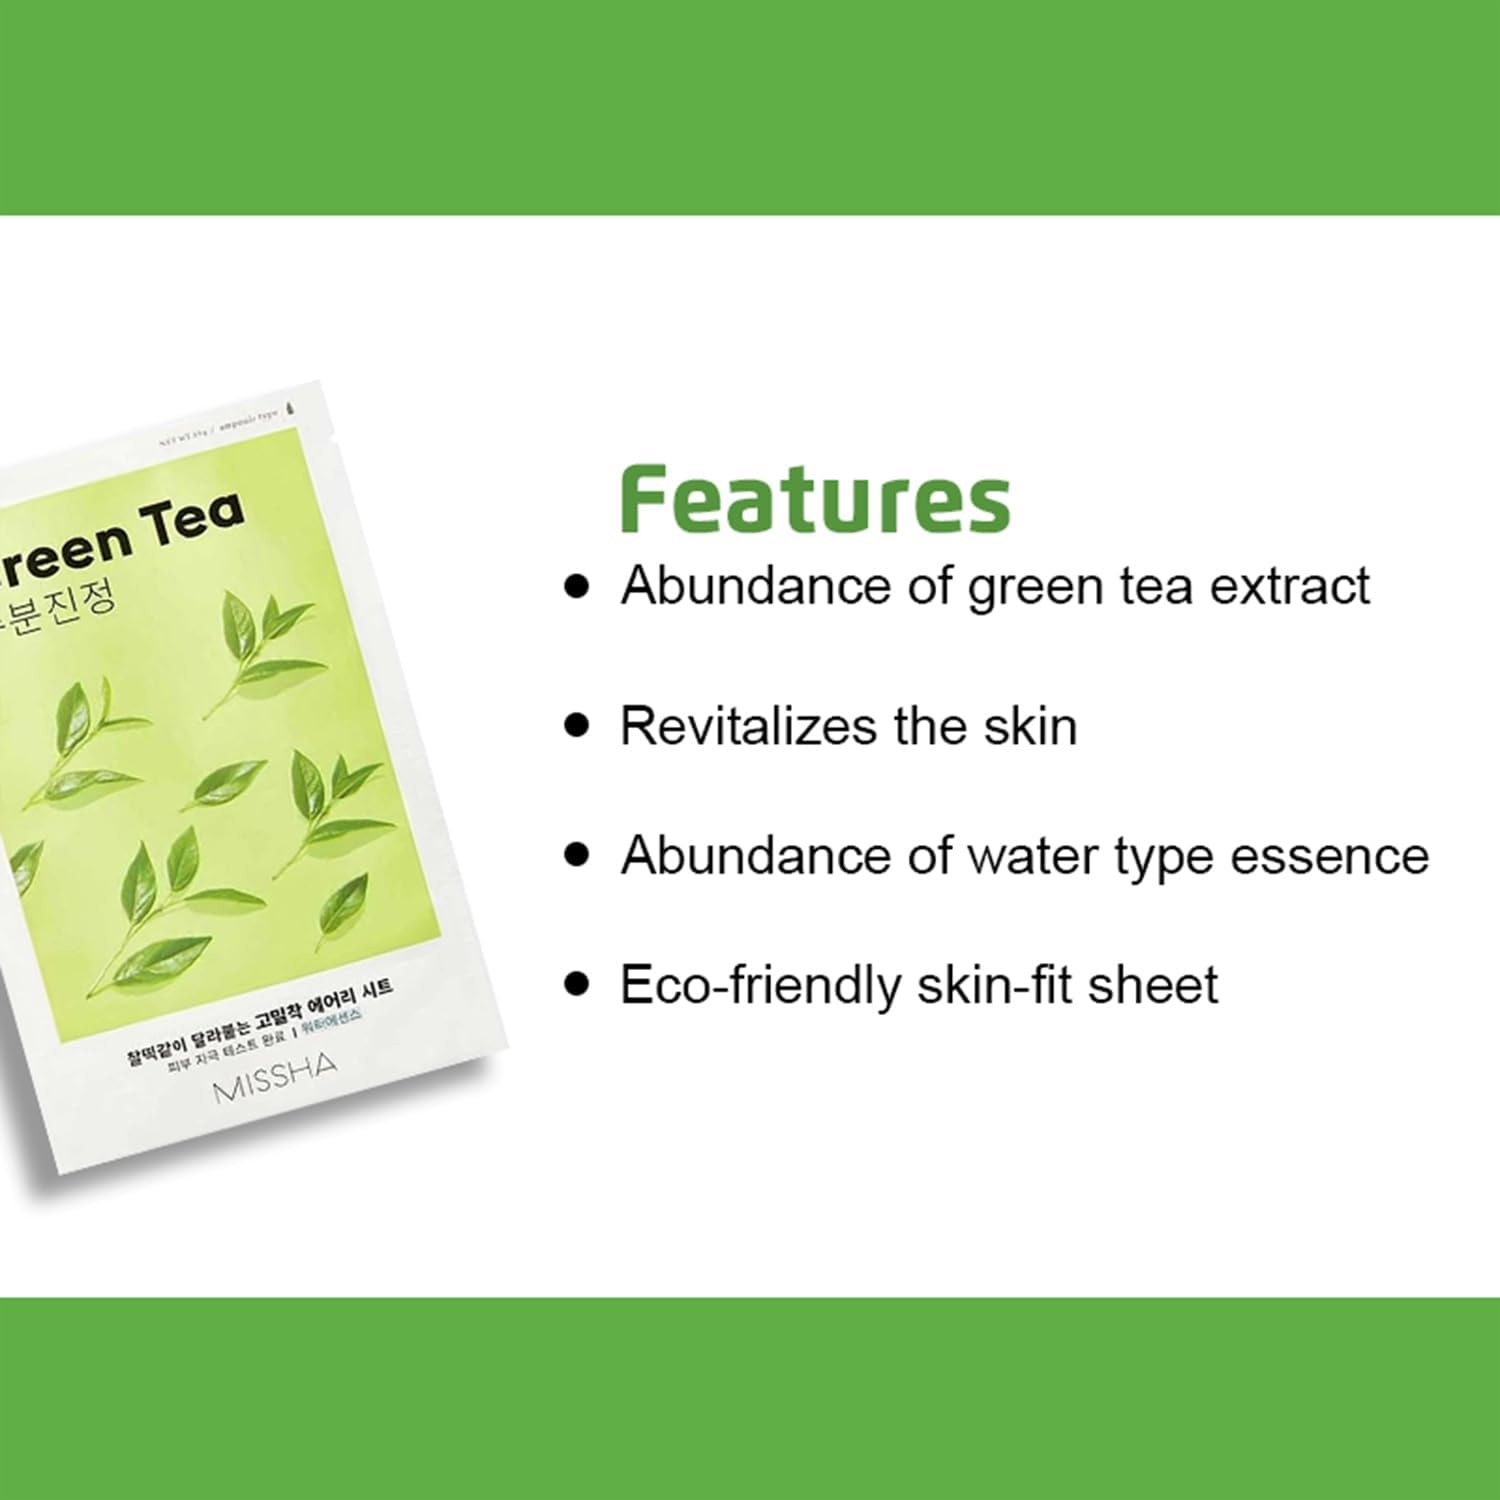 NET WT.19g / ampoule type
reen Tea
분진정
찰떡같이 달라붙는 고밀착 에어리 시트
피부 자극 테스트 완료 | 워터에센스
MISSHA
Features
● Abundance of green tea extract
● Revitalizes the skin
● Abundance of water type essence
● Eco-friendly skin-fit sheet